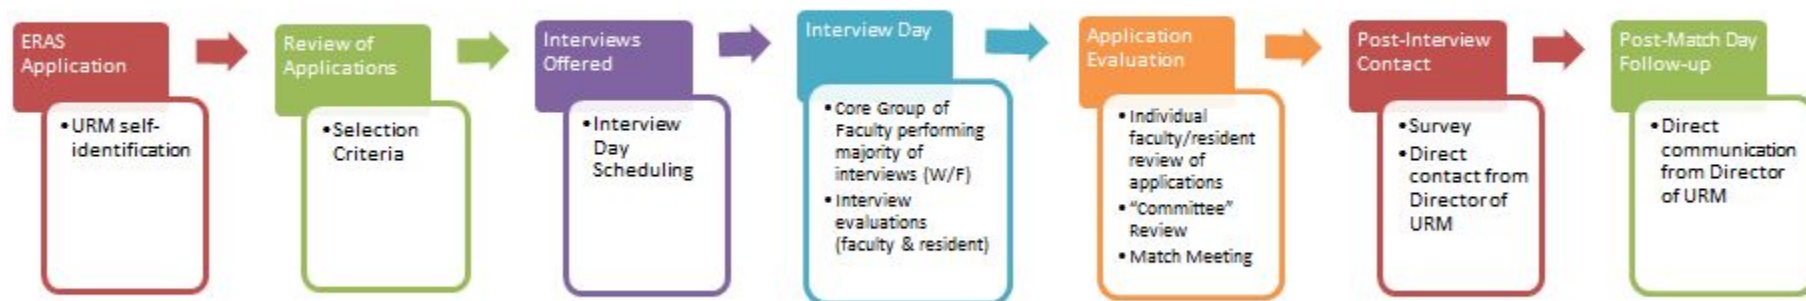 ERAS
Application
• URM self-
identification
Review of
Applications
• Selection
Criteria
Interviews
Offered
• Interview
Day
Scheduling
Interview Day
• Core Group of
Faculty performing
majority of
interviews (W/F)
• Interview
evaluations
(faculty & resident)
Application
Evaluation
• Individual
faculty/resident
review of
applications
• “Committee”
Review
• Match Meeting
Post-Interview
Contact
• Survey
• Direct
contact from
Director of
URM
Post-Match Day
Follow-up
• Direct
communication
from Director
of URM